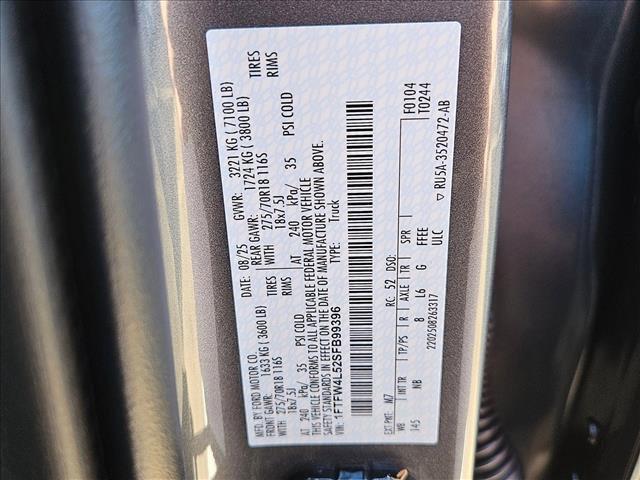 MFD. BY FORD MOTOR CO.
DATE: 08/25 GVWR: 3221 KG ( 7100 LB)
FRONT GAWR: 1633 KG ( 3600 LB) REAR GAWR: 1724 KG ( 3800 LB)
WITH 275/70R18 116S TIRES WITH 275/70R18 116S TIRES
18x7.5J RIMS 18x7.5J RIMS
AT 240 kPa/ 35 PSI COLD AT 240 kPa/ 35 PSI COLD
THIS VEHICLE CONFORMS TO ALL APPLICABLE FEDERAL MOTOR VEHICLE
SAFETY STANDARDS IN EFFECT ON THE DATE OF MANUFACTURE SHOWN ABOVE.
VIN: 1FTFW4L52SFB99396
TYPE: Truck
F0104
T0244
EXT PNT: M7 RC: 52 DSO:
WB INT TR TP/PS R AXLE TR SPR
145 MB 8 L6 G FFEE
ULC
2202508263317
▽ RU5A-3520472-AB